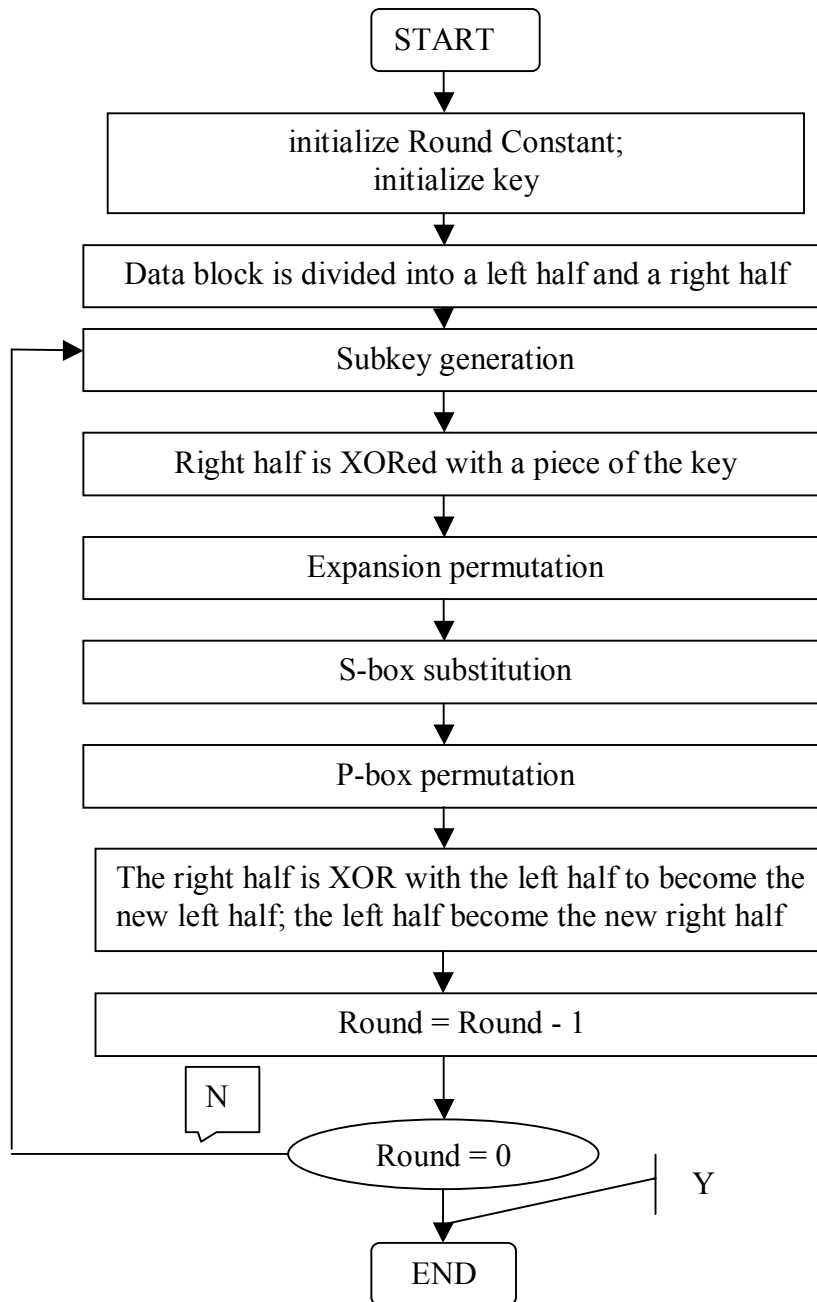 START
initialize Round Constant;
initialize key
Data block is divided into a left half and a right half
Subkey generation
Right half is XORed with a piece of the key
Expansion permutation
S-box substitution
P-box permutation
The right half is XOR with the left half to become the
new left half; the left half become the new right half
Round = Round - 1
N
Round = 0
Y
END